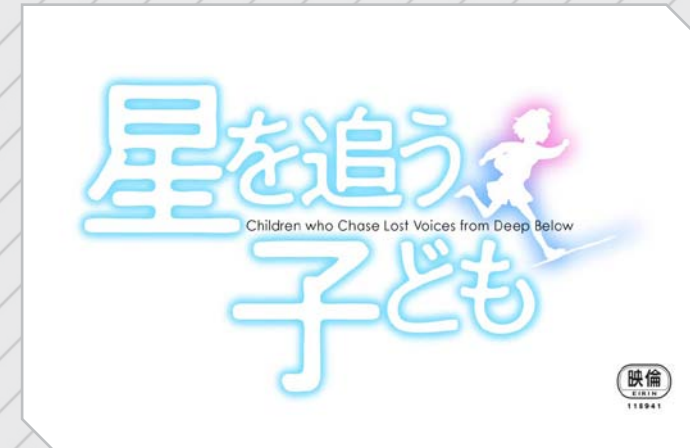 星を追う
Children who Chase Lost Voices from Deep Below
子ども
映倫
EIRIN
118941